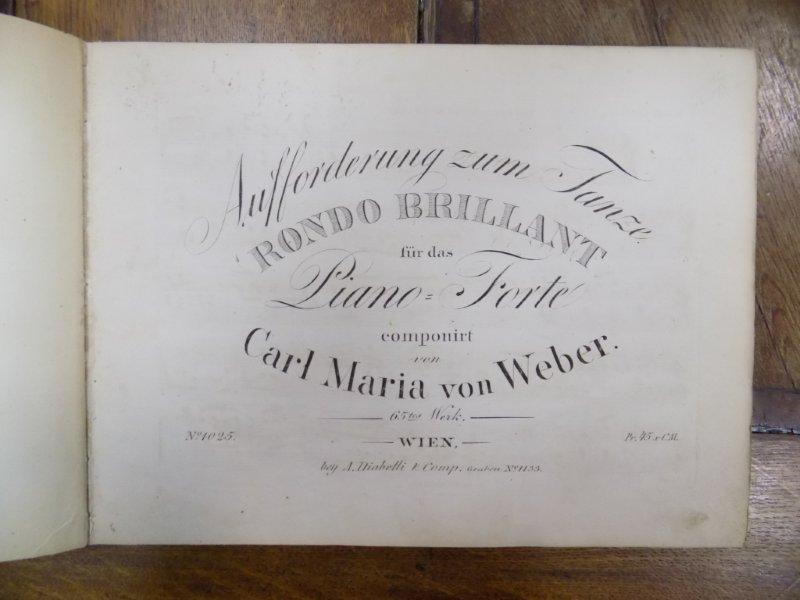 Aufforderung zum Tanze.
RONDO BRILLANT
für das
Piano=Forte
componirt
von
Carl Maria von Weber.
65tes Werk.
No. 1025.
Pr. 45 x C.M.
WIEN,
bey A. Diabelli & Comp. Graben No. 1133.